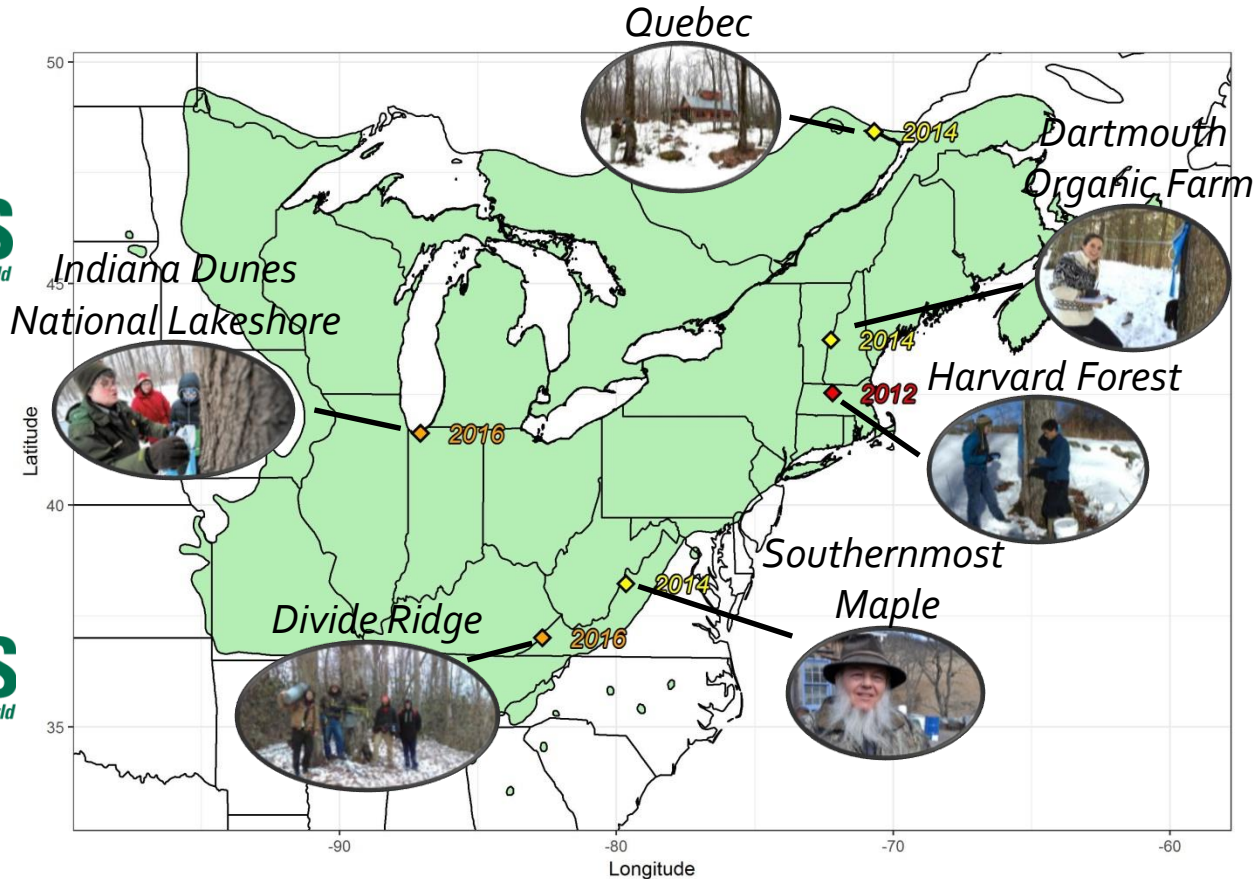 Quebec
50
2014
Dartmouth
Organic Farm
Indiana Dunes
National Lakeshore
45
2014
2012
Harvard Forest
2016
Latitude
40
Southernmost
Maple
2014
Divide Ridge
2016
35
-90
-80
-70
-60
Longitude